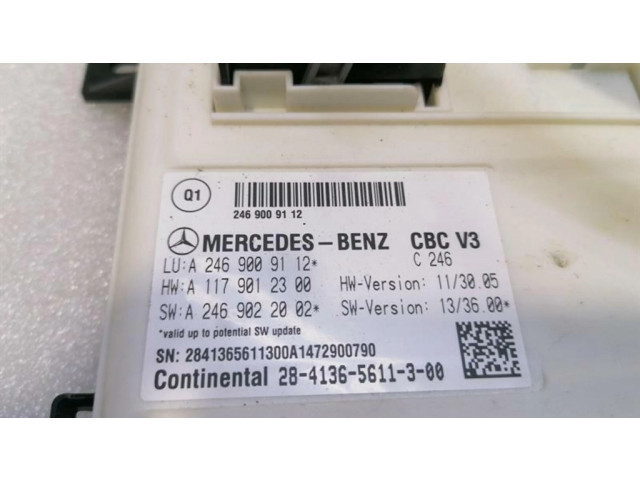 Q1
246 900 91 12
MERCEDES-BENZ CBC V3
C 246
LU:A 246 900 91 12*
HW:A 117 901 23 00 HW-Version: 11/30.05
SW:A 246 902 20 02* SW-Version: 13/36.00*
*valid up to potential SW update
SN: 2841365611300A1472900790
Continental 28-4136-5611-3-00